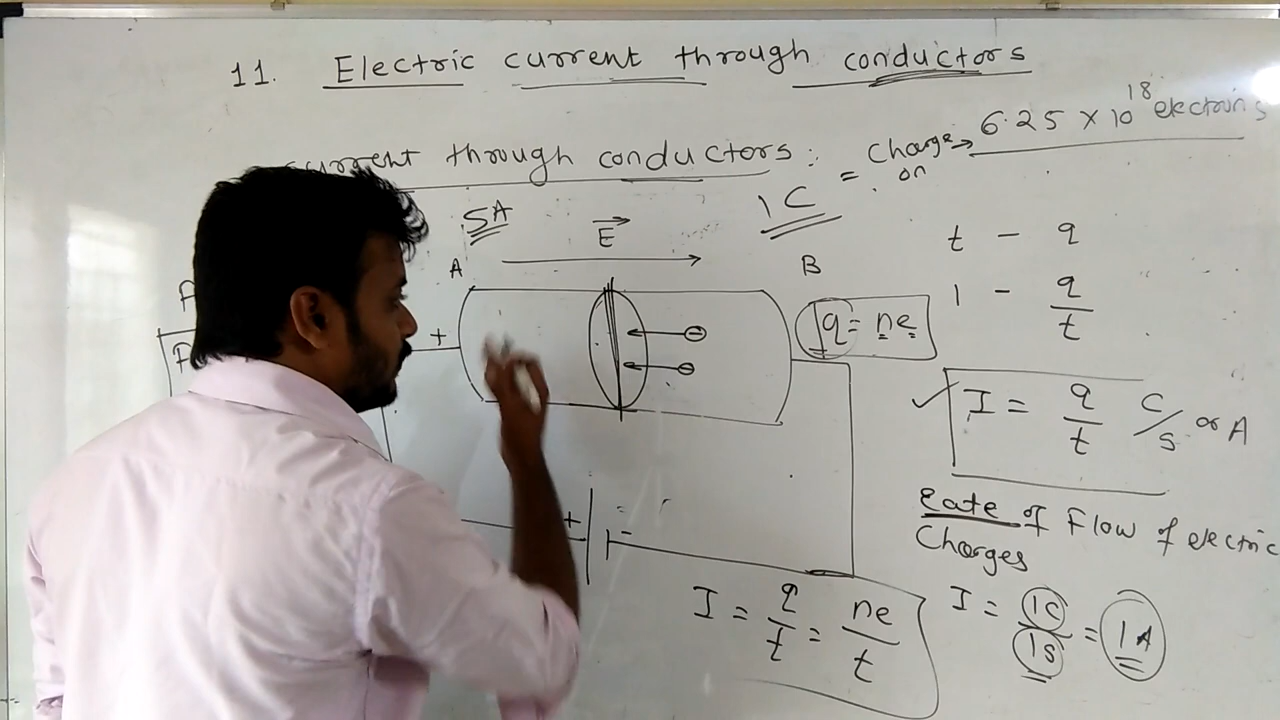 11. Electric current through conductors
current through conductors :
1 C = Charge on → 6.25 X 10^18 electrons
5A
E
A
B
t - q
1 - q/t
q = ne
+
I = q/t C/s or A
Rate of Flow of electric
Charges
+ -
I = q/t = ne/t
I = 1C/1S = 1A